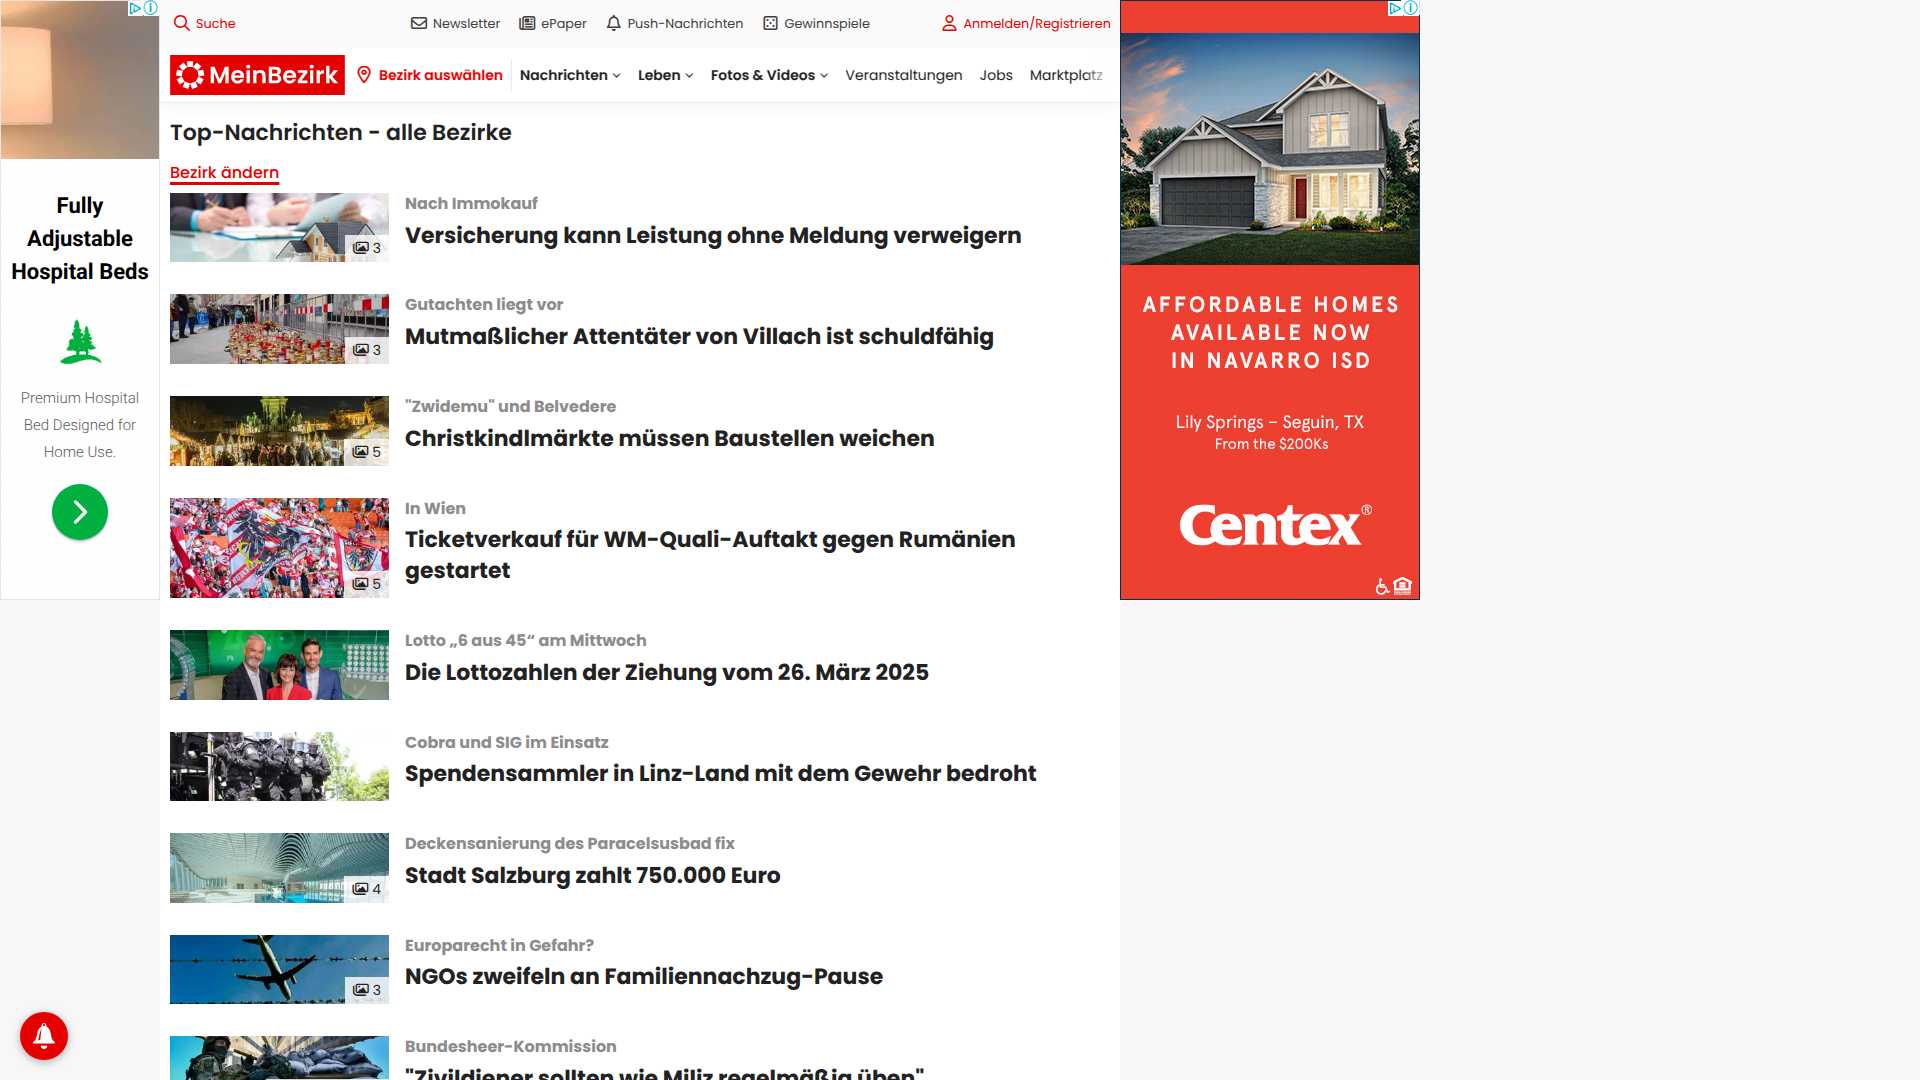 Suche
Newsletter
ePaper
Push-Nachrichten
Gewinnspiele
Anmelden/Registrieren
MeinBezirk
Bezirk auswählen
Nachrichten
Leben
Fotos & Videos
Veranstaltungen
Jobs
Marktplatz
Top-Nachrichten - alle Bezirke
Bezirk ändern
3
Nach Immokauf
Versicherung kann Leistung ohne Meldung verweigern
3
Gutachten liegt vor
Mutmaßlicher Attentäter von Villach ist schuldfähig
5
"Zwidemu" und Belvedere
Christkindlmärkte müssen Baustellen weichen
5
In Wien
Ticketverkauf für WM-Quali-Auftakt gegen Rumänien
gestartet
Lotto „6 aus 45“ am Mittwoch
Die Lottozahlen der Ziehung vom 26. März 2025
Cobra und SIG im Einsatz
Spendensammler in Linz-Land mit dem Gewehr bedroht
4
Deckensanierung des Paracelsusbad fix
Stadt Salzburg zahlt 750.000 Euro
3
Europarecht in Gefahr?
NGOs zweifeln an Familiennachzug-Pause
Bundesheer-Kommission
"Zivildiener sollten wie Miliz regelmäßig üben"
Fully
Adjustable
Hospital Beds
Premium Hospital
Bed Designed for
Home Use.
AFFORDABLE HOMES
AVAILABLE NOW
IN NAVARRO ISD
Lily Springs – Seguin, TX
From the $200Ks
Centex®